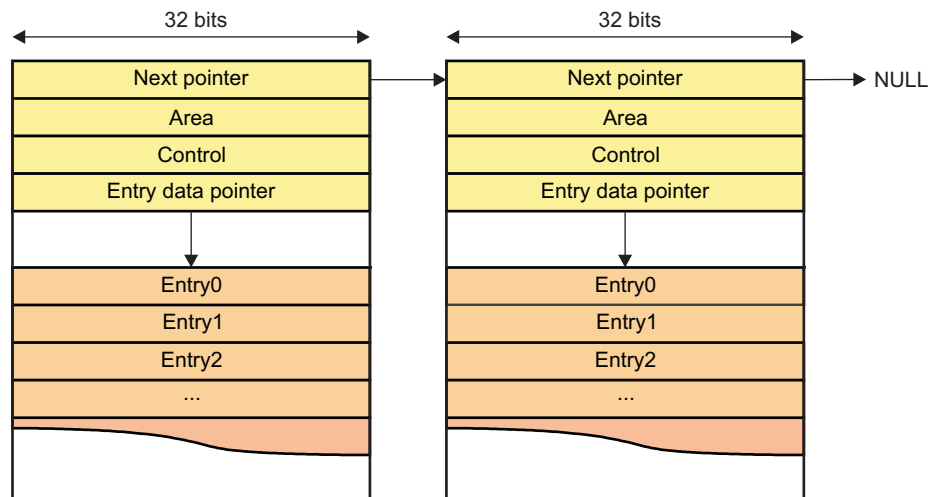 32 bits
Next pointer
Area
Control
Entry data pointer
Entry0
Entry1
Entry2
...
32 bits
Next pointer
NULL
Area
Control
Entry data pointer
Entry0
Entry1
Entry2
...